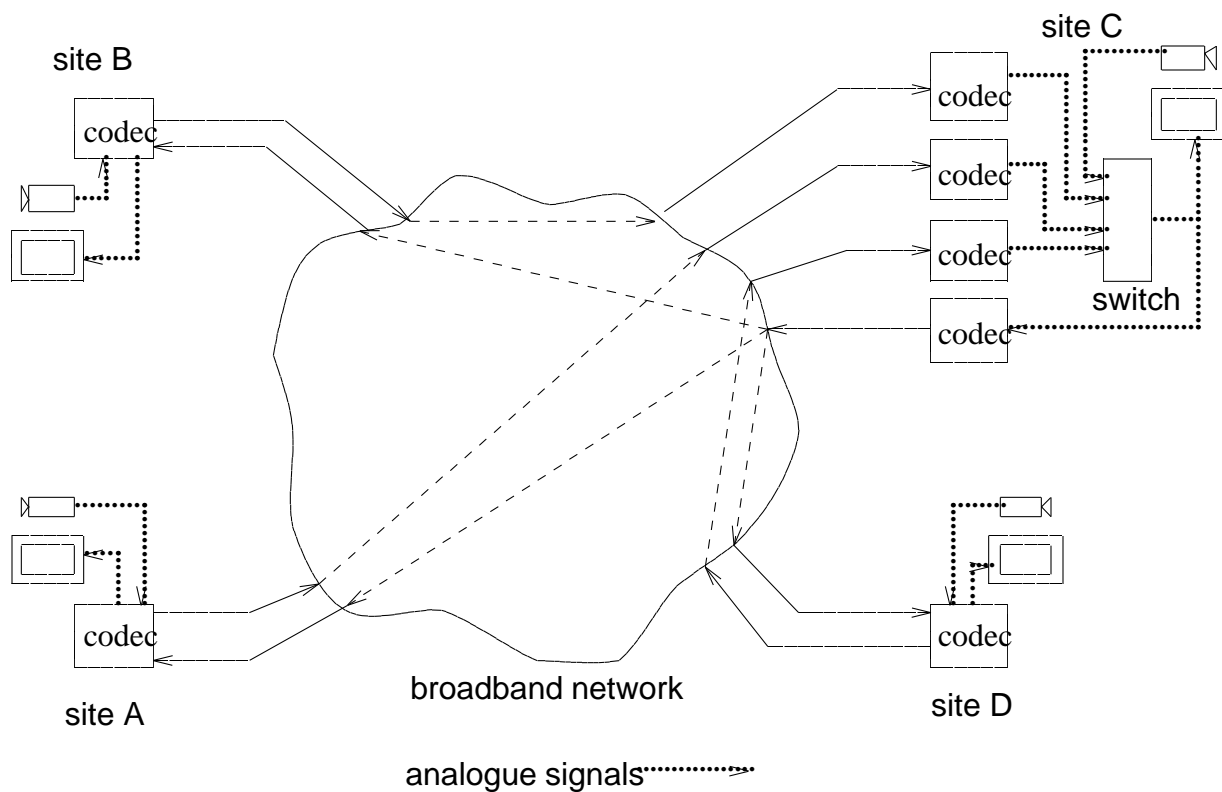 site C
site B
codec
codec
codec
codec
switch
codec
codec
codec
broadband network
site A
site D
analogue signals